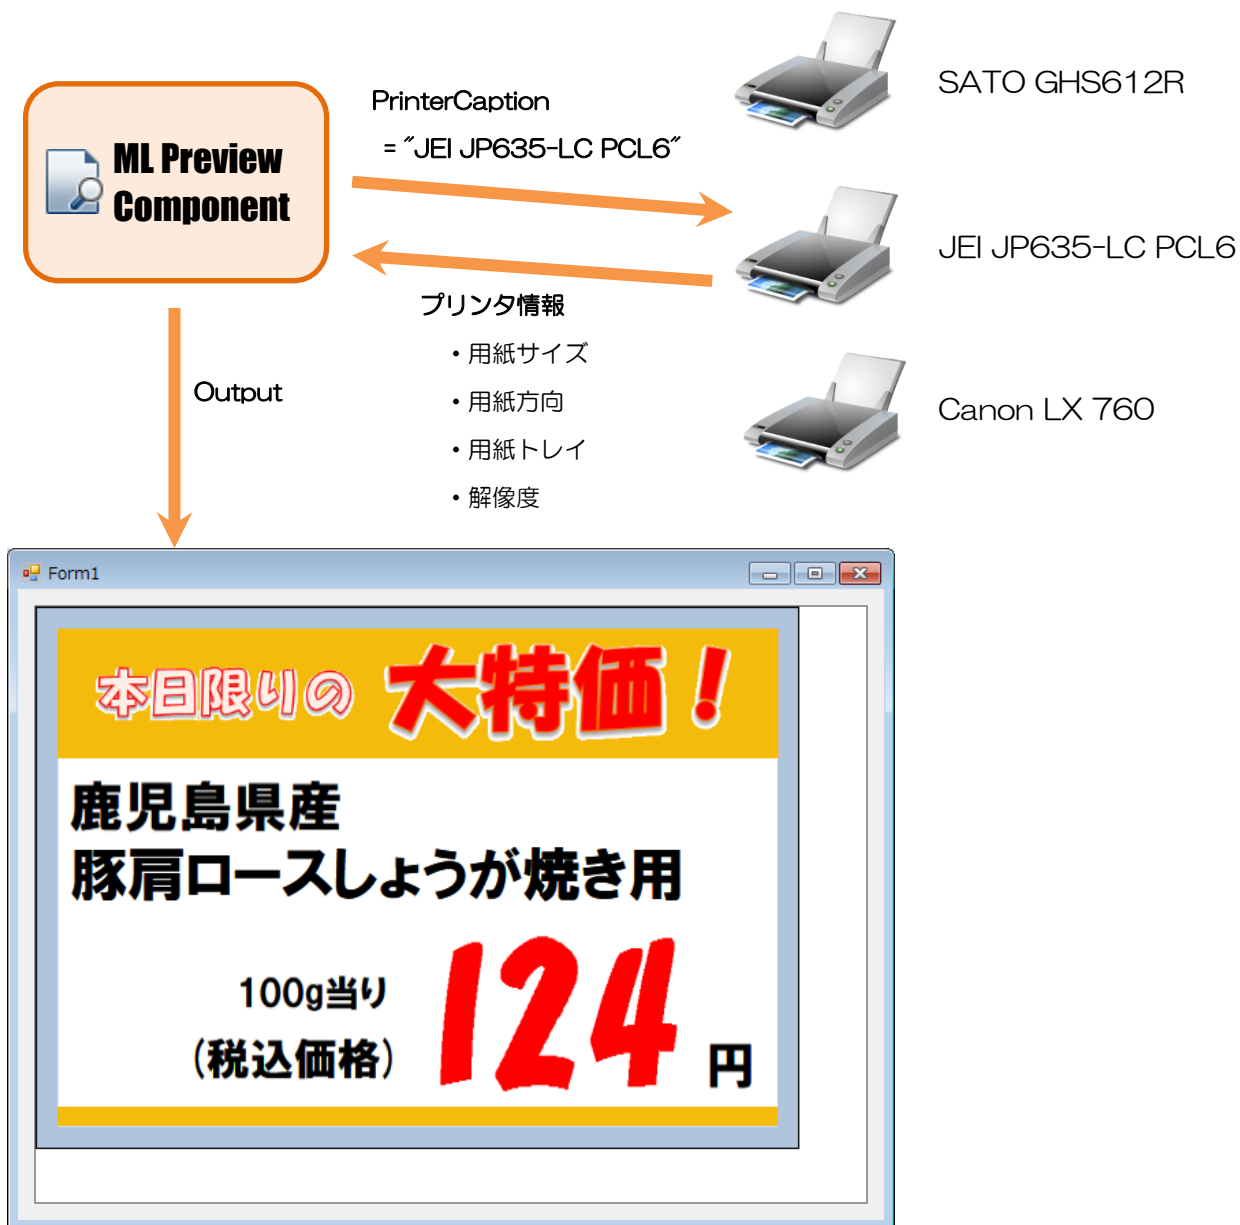 SATO GHS612R
PrinterCaption
= "JEI JP635-LC PCL6"
ML Preview
Component
JEI JP635-LC PCL6
プリンタ情報
・用紙サイズ
・用紙方向
・用紙トレイ
・解像度
Output
Canon LX 760
Form1
本日限りの 大特価！
鹿児島県産
豚肩ロースしょうが焼き用
100g当り
(税込価格)
124 円